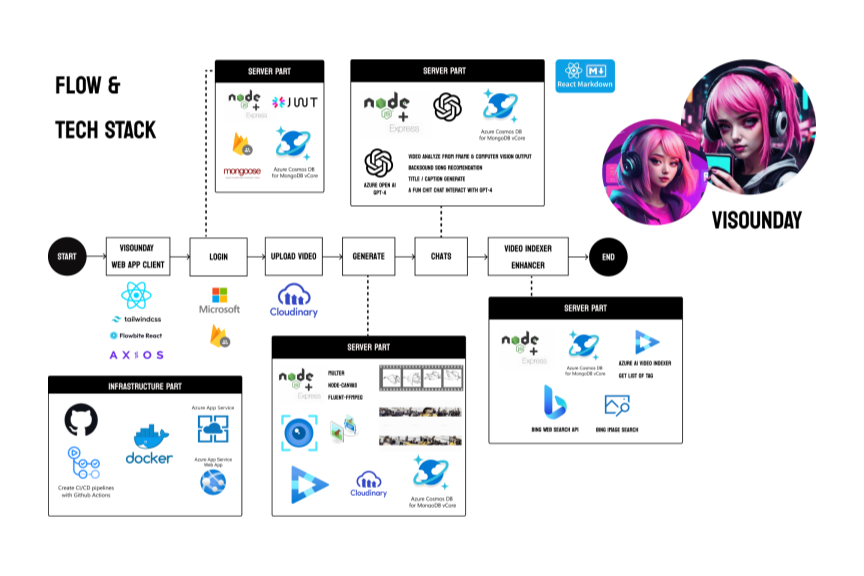 FLOW &
TECH STACK
SERVER PART
node
JS
+
Express
JWT
mongoose
Azure Cosmos DB
for MongoDB vCore
SERVER PART
node
JS
+
Express
Azure Cosmos DB
for MongoDB vCore
AZURE OPEN AI
GPT-4
VIDEO ANALYZE FROM FRAME & COMPUTER VISION OUTPUT
BACKSOUND SONG RECOMENDATION
TITLE / CAPTION GENERATE
A FUN CHIT CHAT INTERACT WITH GPT-4
React Markdown
VISOUNDAY
START
VISOUNDAY
WEB APP CLIENT
LOGIN
UPLOAD VIDEO
GENERATE
CHATS
VIDEO INDEXER
ENHANCER
END
tailwindcss
Flowbite React
AXIOS
Microsoft
Cloudinary
INFRASTRUCTURE PART
Create CI/CD pipelines
with Github Actions
docker
Azure App Service
Azure App Service
Web App
SERVER PART
node
JS
+
Express
MULTER
NODE-CANVAS
FLUENT-FFMPEG
Cloudinary
Azure Cosmos DB
for MongoDB vCore
SERVER PART
node
JS
+
Express
Azure Cosmos DB
for MongoDB vCore
AZURE AI VIDEO INDEXER
GET LIST OF TAG
BING WEB SEARCH API
BING IMAGE SEARCH